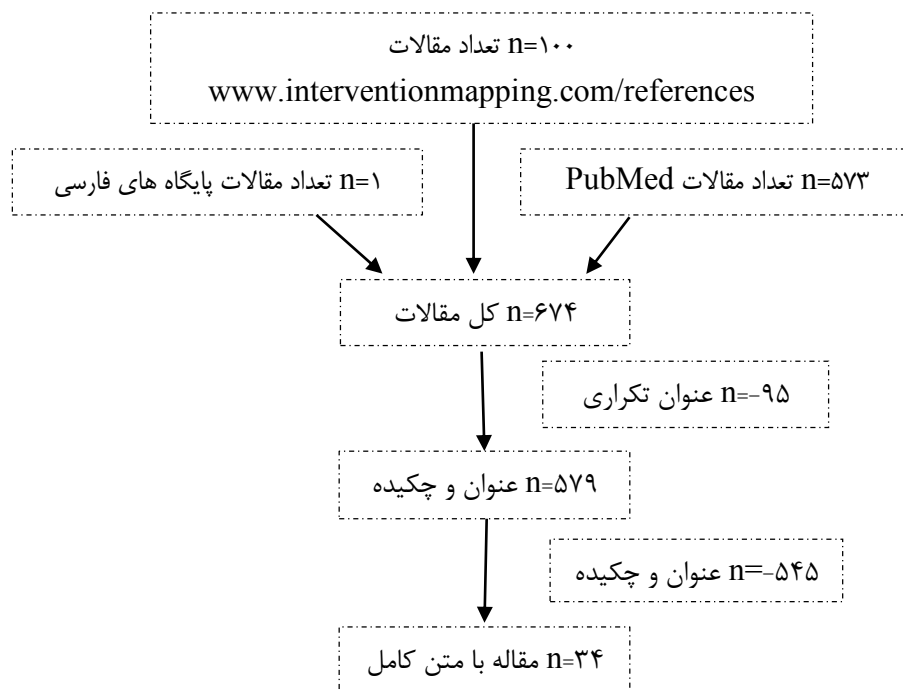 تعداد مقالات n=۱۰۰
www.interventionmapping.com/references
تعداد مقالات PubMed n=۵۷۳
تعداد مقالات پایگاه های فارسی n=۱
کل مقالات n=۶۷۴
عنوان تکراری n=-۹۵
عنوان و چکیده n=۵۷۹
عنوان و چکیده n=-۵۴۵
مقاله با متن کامل n=۳۴